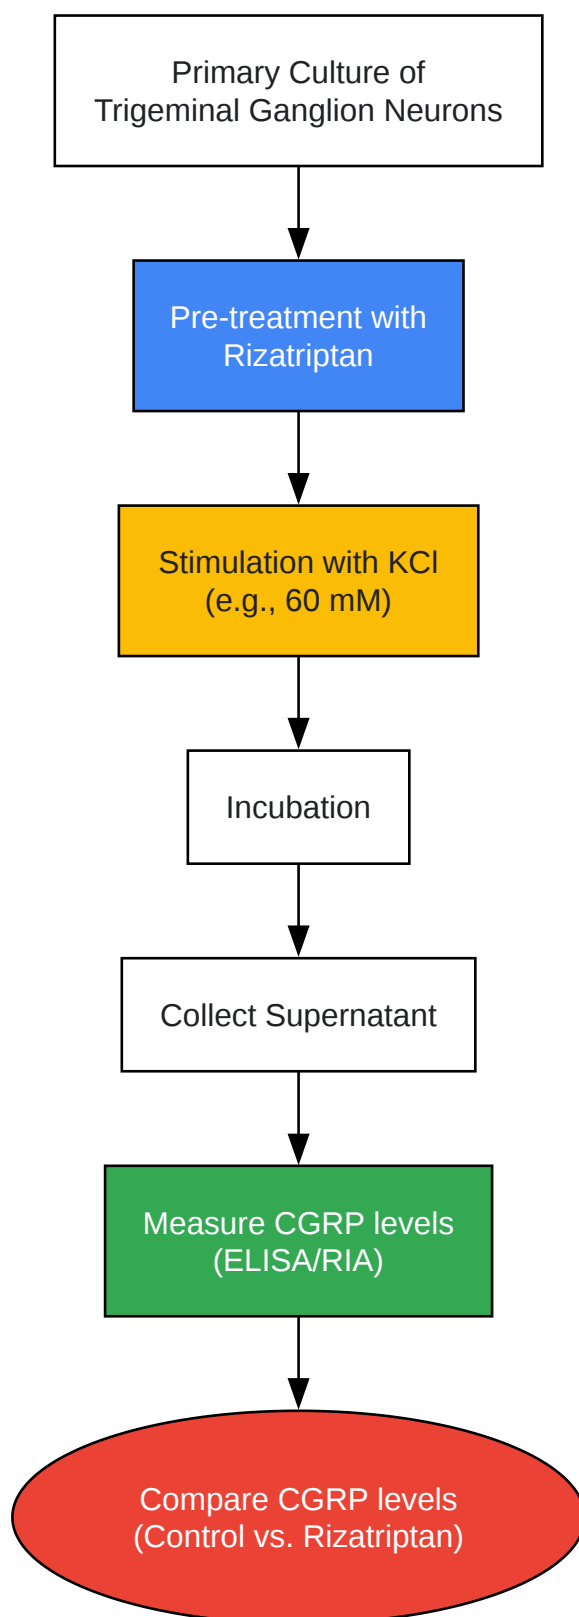 Primary Culture of
Trigeminal Ganglion Neurons
Pre-treatment with
Rizatriptan
Stimulation with KCl
(e.g., 60 mM)
Incubation
Collect Supernatant
Measure CGRP levels
(ELISA/RIA)
Compare CGRP levels
(Control vs. Rizatriptan)